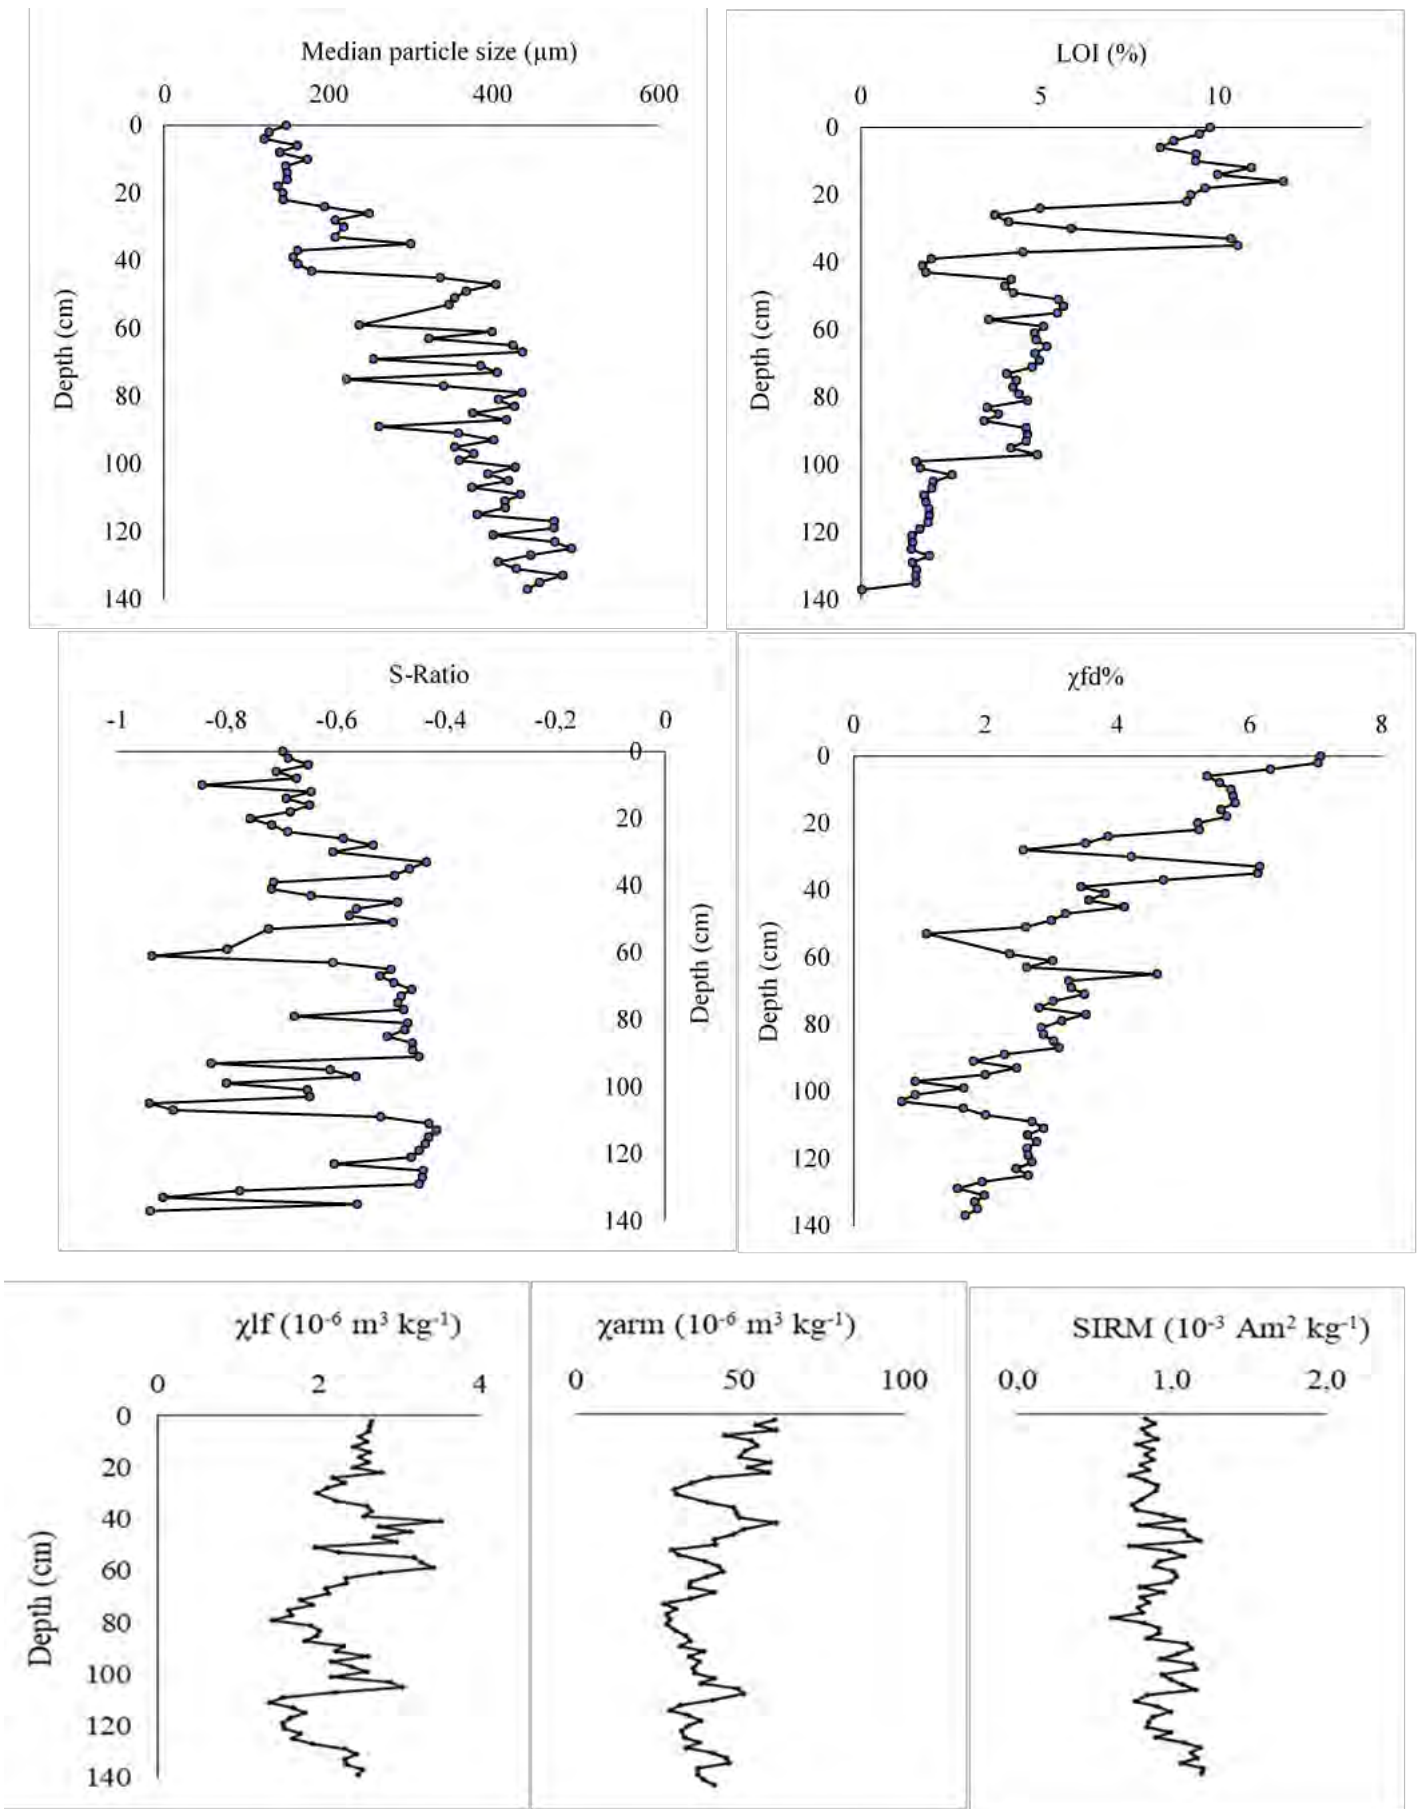 Median particle size (μm)
0 200 400 600
0
20
40
60
80
100
120
140
Depth (cm)
LOI (%)
0 5 10
0
20
40
60
80
100
120
140
Depth (cm)
S-Ratio
-1 -0,8 -0,6 -0,4 -0,2 0
0
20
40
60
80
100
120
140
Depth (cm)
χfd%
0 2 4 6 8
0
20
40
60
80
100
120
140
Depth (cm)
χlf (10⁻⁶ m³ kg⁻¹)
0 2 4
0
20
40
60
80
100
120
140
Depth (cm)
χarm (10⁻⁶ m³ kg⁻¹)
0 50 100
SIRM (10⁻³ Am² kg⁻¹)
0,0 1,0 2,0